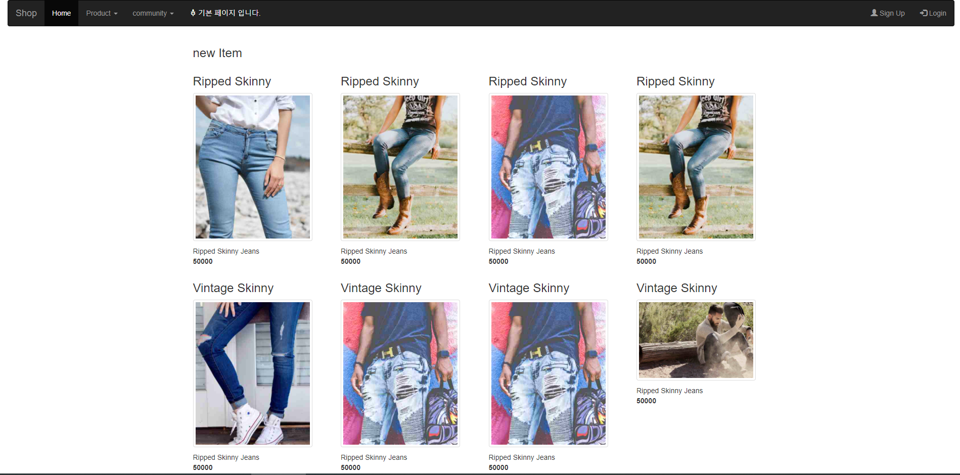 Shop Home Product community 기본 페이지 입니다. Sign Up Login
new Item
Ripped Skinny Ripped Skinny Ripped Skinny Ripped Skinny
Ripped Skinny Jeans Ripped Skinny Jeans Ripped Skinny Jeans Ripped Skinny Jeans
50000 50000 50000 50000
Vintage Skinny Vintage Skinny Vintage Skinny Vintage Skinny
Ripped Skinny Jeans
50000
Ripped Skinny Jeans Ripped Skinny Jeans Ripped Skinny Jeans
50000 50000 50000